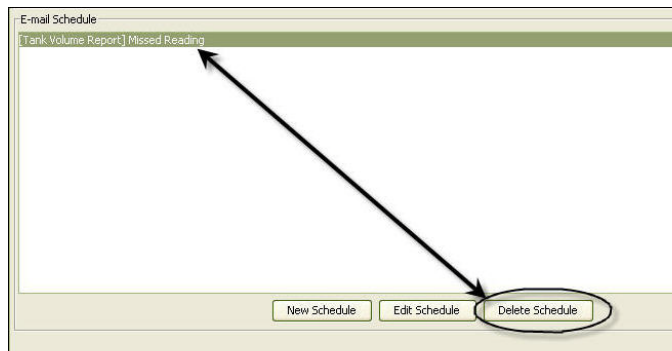 E-mail Schedule
[Tank Volume Report] Missed Reading
New Schedule Edit Schedule Delete Schedule